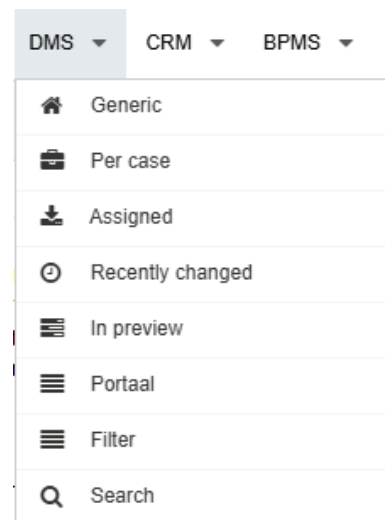 DMS CRM BPMS
Generic
Per case
Assigned
Recently changed
In preview
Portaal
Filter
Search